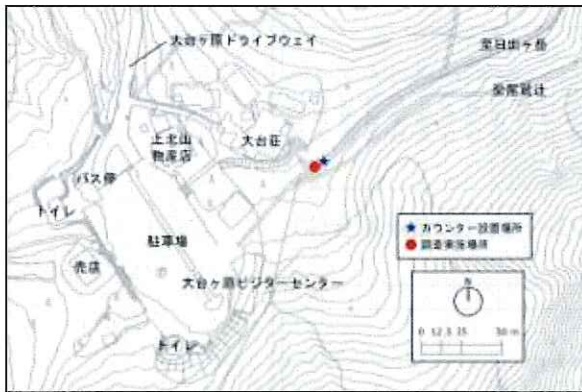 大台ヶ原ドライブウェイ
至日出ヶ岳
上北山
物産店
大台荘
バス停
トイレ
駐車場
売店
大台ヶ原ビジターセンター
トイレ
★ カウンター設置場所
● 調査実施場所
N
0 12.5 25 50 m